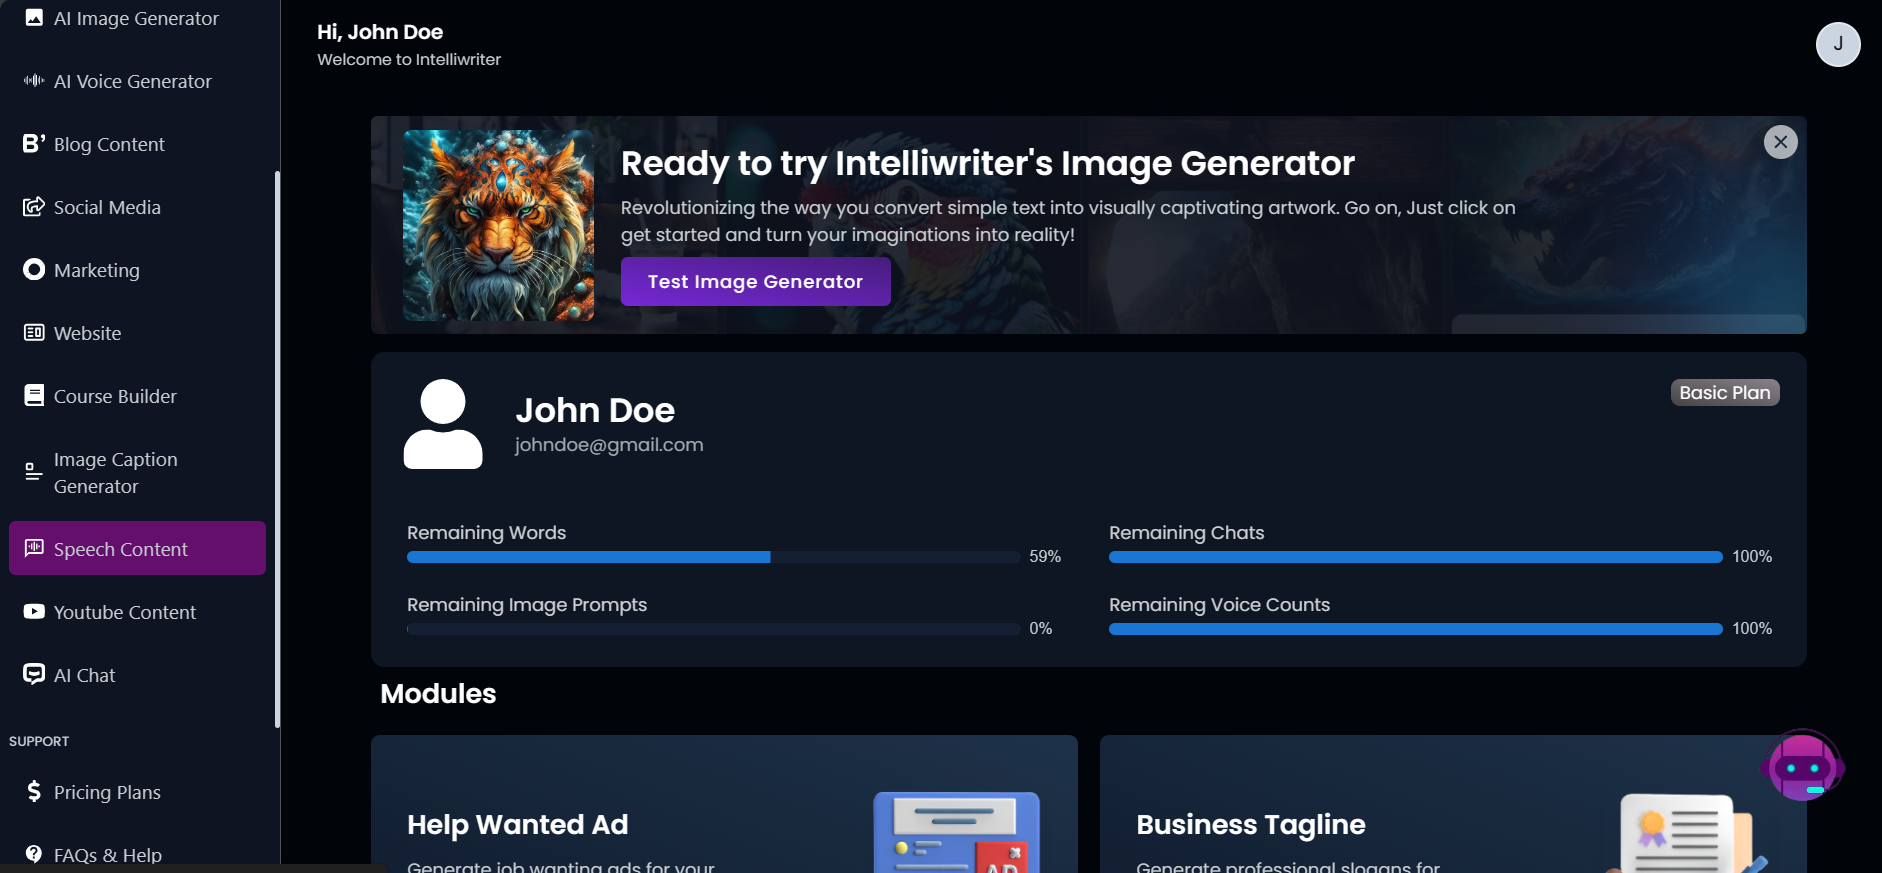 AI Image Generator
AI Voice Generator
Blog Content
Social Media
Marketing
Website
Course Builder
Image Caption
Generator
Speech Content
Youtube Content
AI Chat
SUPPORT
Pricing Plans
FAQs & Help
Hi, John Doe
Welcome to Intelliwriter
J
Ready to try Intelliwriter's Image Generator
Revolutionizing the way you convert simple text into visually captivating artwork. Go on, Just click on
get started and turn your imaginations into reality!
Test Image Generator
John Doe
johndoe@gmail.com
Basic Plan
Remaining Words
59%
Remaining Chats
100%
Remaining Image Prompts
0%
Remaining Voice Counts
100%
Modules
Help Wanted Ad
Generate job wanting ads for your
AD
Business Tagline
Generate professional slogans for